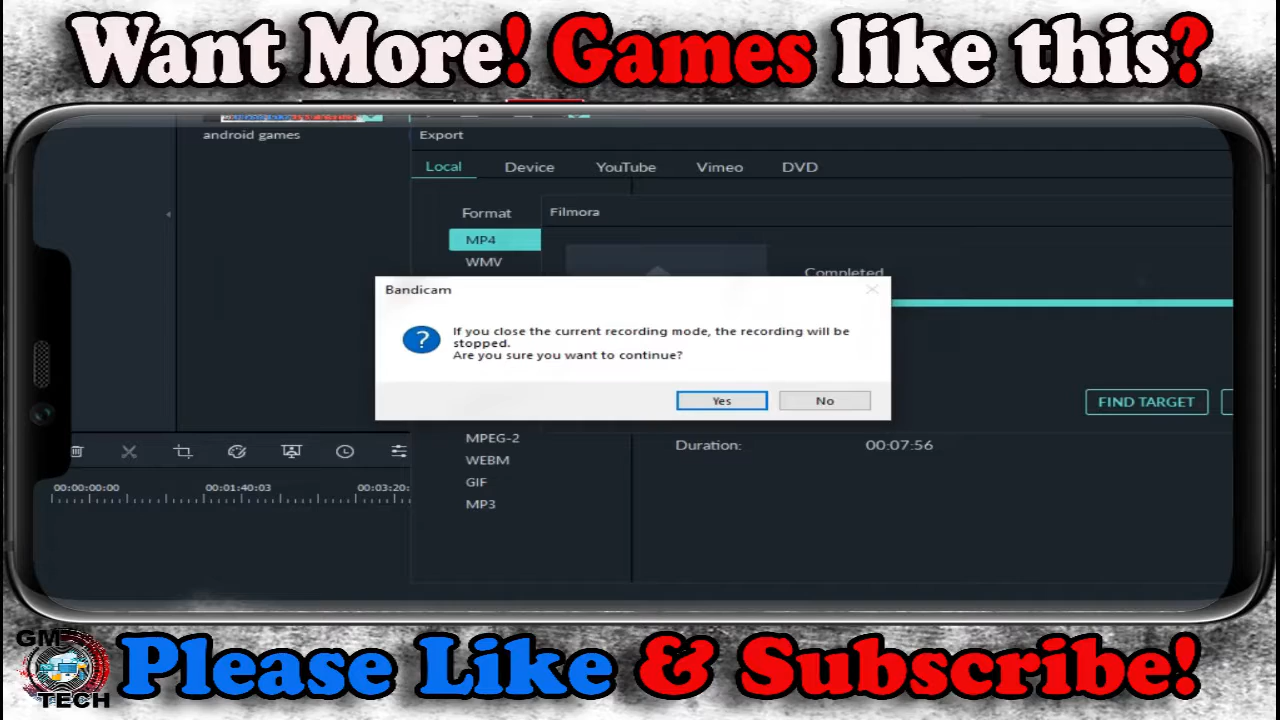 Want More! Games like this?
android games
Export
Local Device YouTube Vimeo DVD
Format
Filmora
MP4
WMV
Completed
Bandicam
If you close the current recording mode, the recording will be
stopped.
Are you sure you want to continue?
Yes No
FIND TARGET
MPEG-2
Duration: 00:07:56
WEBM
GIF
MP3
00:00:00:00 00:01:40:03 00:03:20:
GM
TECH
Please Like & Subscribe!